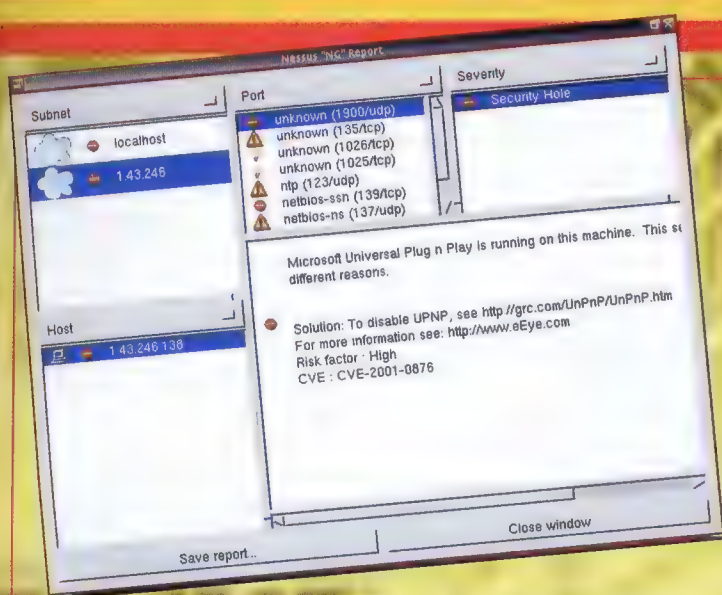 Nessus "NG" Report
Subnet
localhost
1.43.246
Port
unknown (1900/udp)
unknown (135/tcp)
unknown (1026/tcp)
unknown (1025/tcp)
ntp (123/udp)
netbios-ssn (139/tcp)
netbios-ns (137/udp)
Severity
Security Hole
Host
1.43.246.138
Microsoft Universal Plug n Play is running on this machine. This
different reasons.
Solution: To disable UPNP, see http://grc.com/UnPnP/UnPnP.htm
For more information see: http://www.eEye.com
Risk factor : High
CVE : CVE-2001-0876
Save report...
Close window